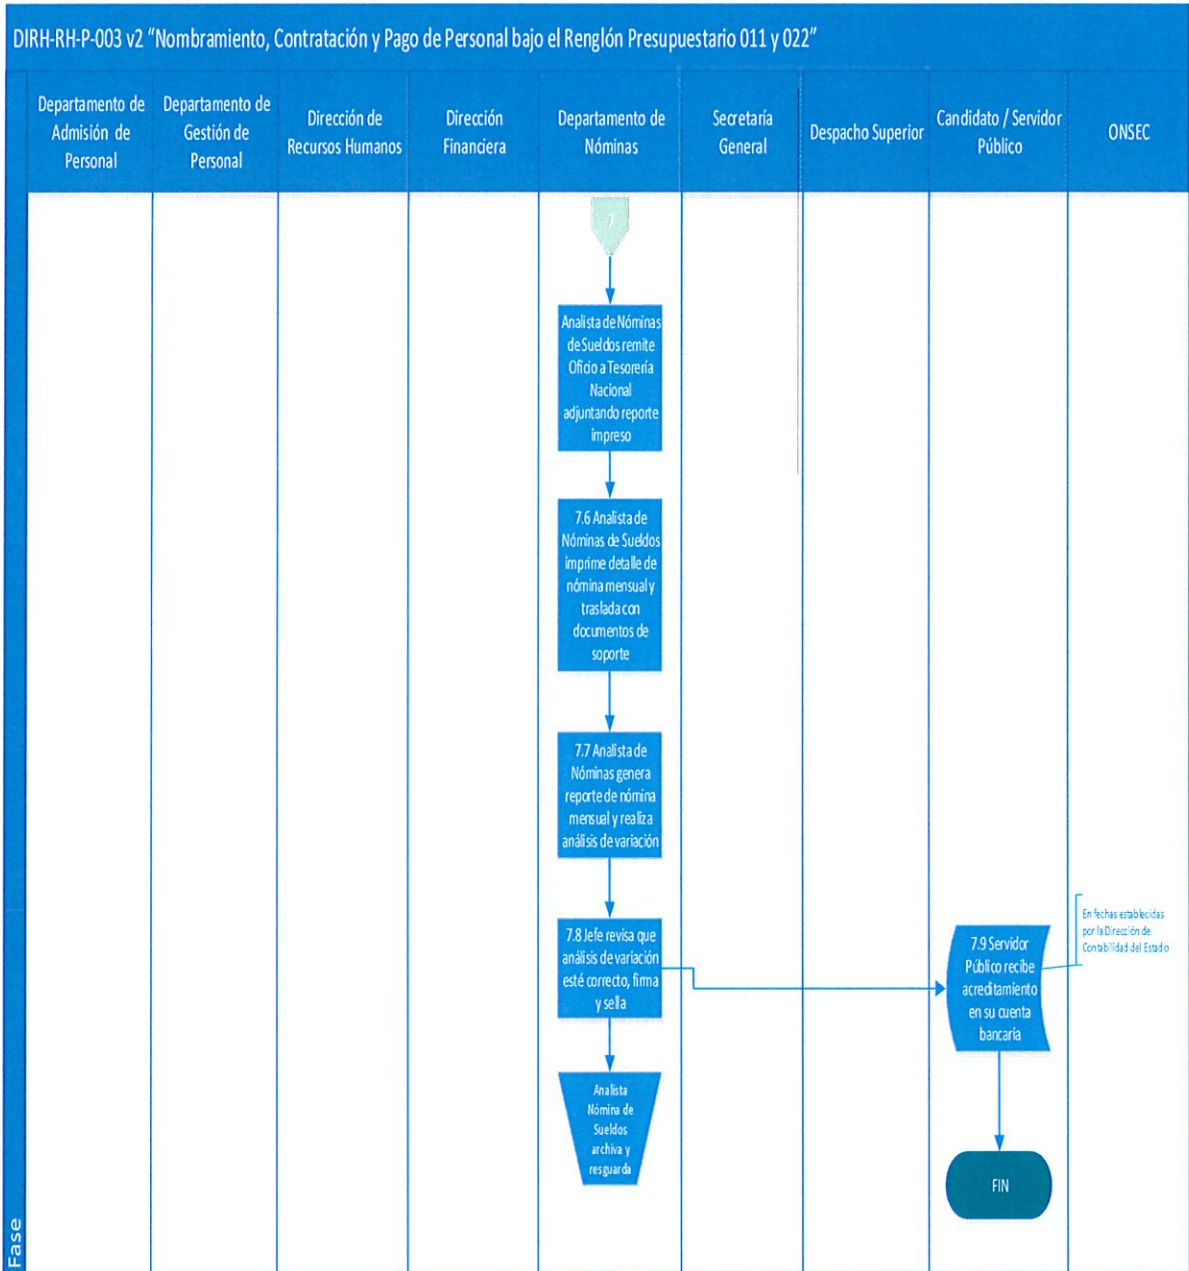 DIRH-RH-P-003 v2 “Nombramiento, Contratación y Pago de Personal bajo el Renglón Presupuestario 011 y 022”
Departamento de
Admisión de
Personal
Departamento de
Gestión de
Personal
Dirección de
Recursos Humanos
Dirección
Financiera
Departamento de
Nóminas
Secretaría
General
Despacho Superior
Candidato / Servidor
Público
ONSEC
7
Analista de Nóminas
de Sueldos remite
Oficio a Tesorería
Nacional
adjuntando reporte
impreso
7.6 Analista de
Nóminas de Sueldos
imprime detalle de
nómina mensual y
traslada con
documentos de
soporte
7.7 Analista de
Nóminas genera
reporte de nómina
mensual y realiza
análisis de variación
7.8 Jefe revisa que
análisis de variación
esté correcto, firma
y sella
Analista
Nómina de
Sueldos
archiva y
resguarda
7.9 Servidor
Público recibe
acreditamiento
en su cuenta
bancaria
En fechas establecidas
por la Dirección de
Contabilidad del Estado
FIN
Fase